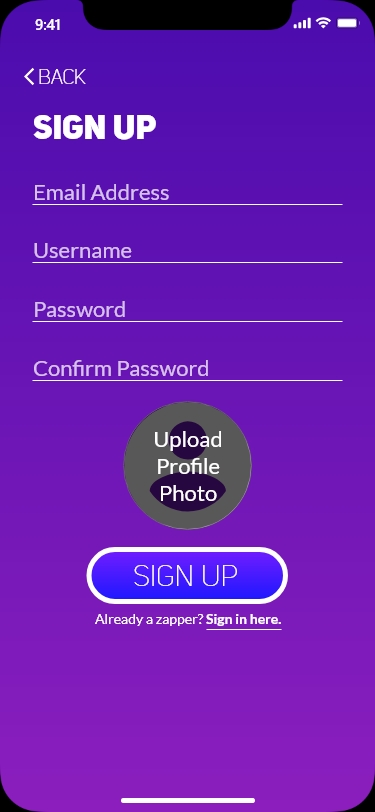 9:41
BACK
SIGN UP
Email Address
Username
Password
Confirm Password
Upload
Profile
Photo
SIGN UP
Already a zapper? Sign in here.